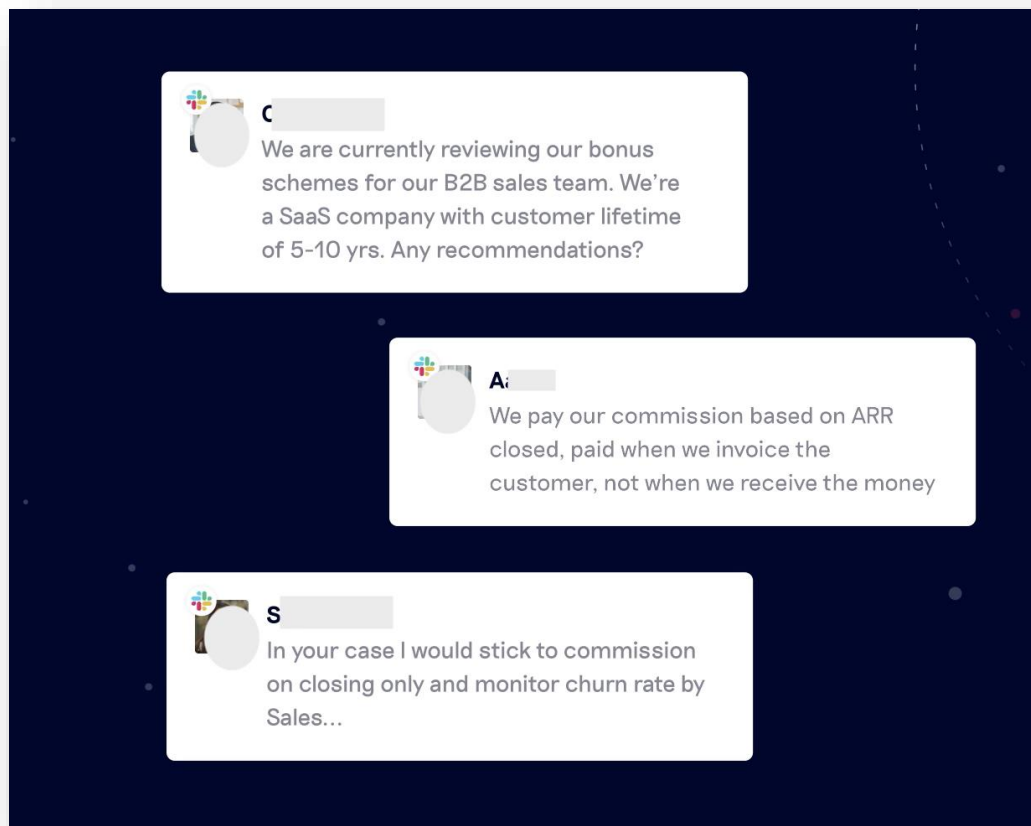 We are currently reviewing our bonus
schemes for our B2B sales team. We're
a SaaS company with customer lifetime
of 5-10 yrs. Any recommendations?
We pay our commission based on ARR
closed, paid when we invoice the
customer, not when we receive the money
In your case I would stick to commission
on closing only and monitor churn rate by
Sales...